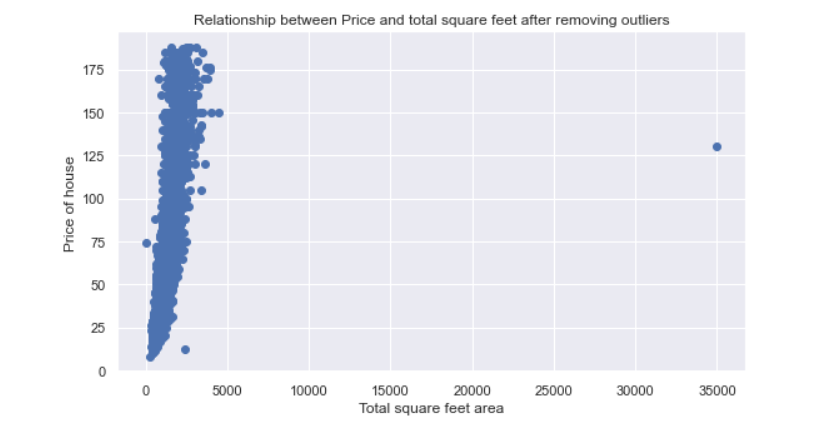 Relationship between Price and total square feet after removing outliers
Price of house
175
150
125
100
75
50
25
0
0 5000 10000 15000 20000 25000 30000 35000
Total square feet area